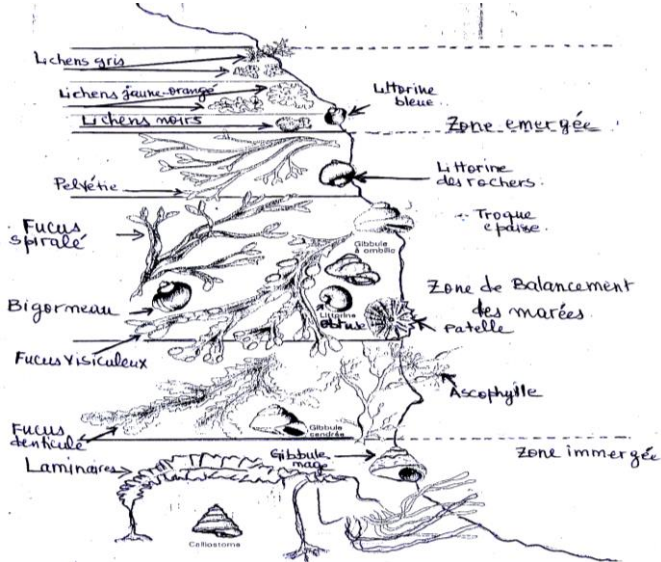 Lichens gris
Lichens jaune-orangé
Littorine
bleue
Lichens noirs
Zone emergée
Littorine
des rochers.
Pelvétie
Troque
épaisse.
Fucus
spiralé
Gibbule
à ombilic
Zone de Balancement
des marées
Bigorneau
Littorine
obtuse
Patelle
Fucus visiculeux
Ascophylle
Fucus
denticulé
Gibbule
cendrée
Gibbule
mage
Zone immergée
Laminaires
Calliostome